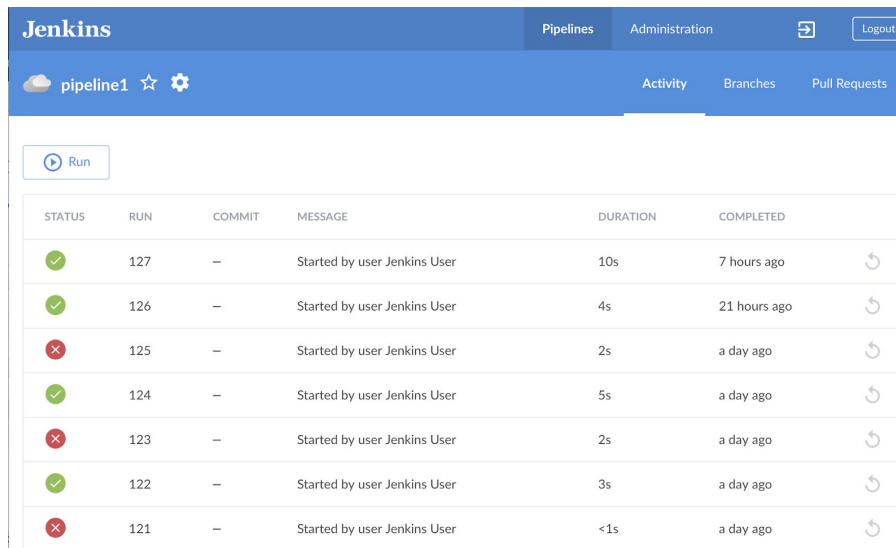 Jenkins Pipelines Administration Logout
pipeline1 Activity Branches Pull Requests
Run
STATUS RUN COMMIT MESSAGE DURATION COMPLETED
127 – Started by user Jenkins User 10s 7 hours ago
126 – Started by user Jenkins User 4s 21 hours ago
125 – Started by user Jenkins User 2s a day ago
124 – Started by user Jenkins User 5s a day ago
123 – Started by user Jenkins User 2s a day ago
122 – Started by user Jenkins User 3s a day ago
121 – Started by user Jenkins User <1s a day ago